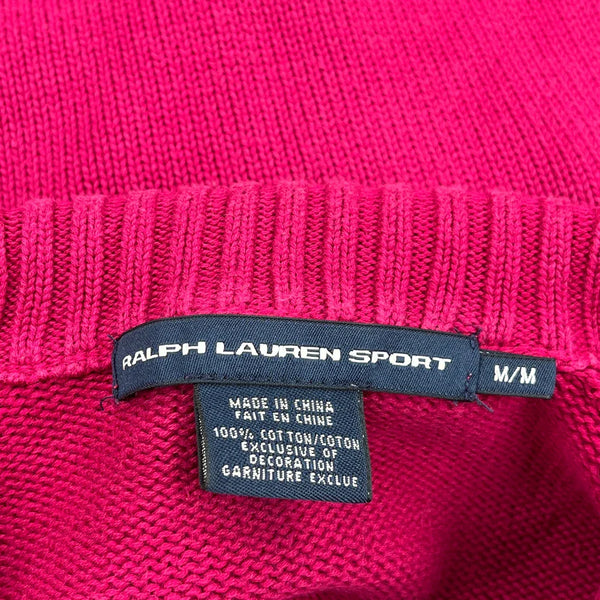 RALPH LAUREN SPORT
M/M
MADE IN CHINA
FAIT EN CHINE
100% COTTON/COTON
EXCLUSIVE OF
DECORATION
GARNITURE EXCLUE